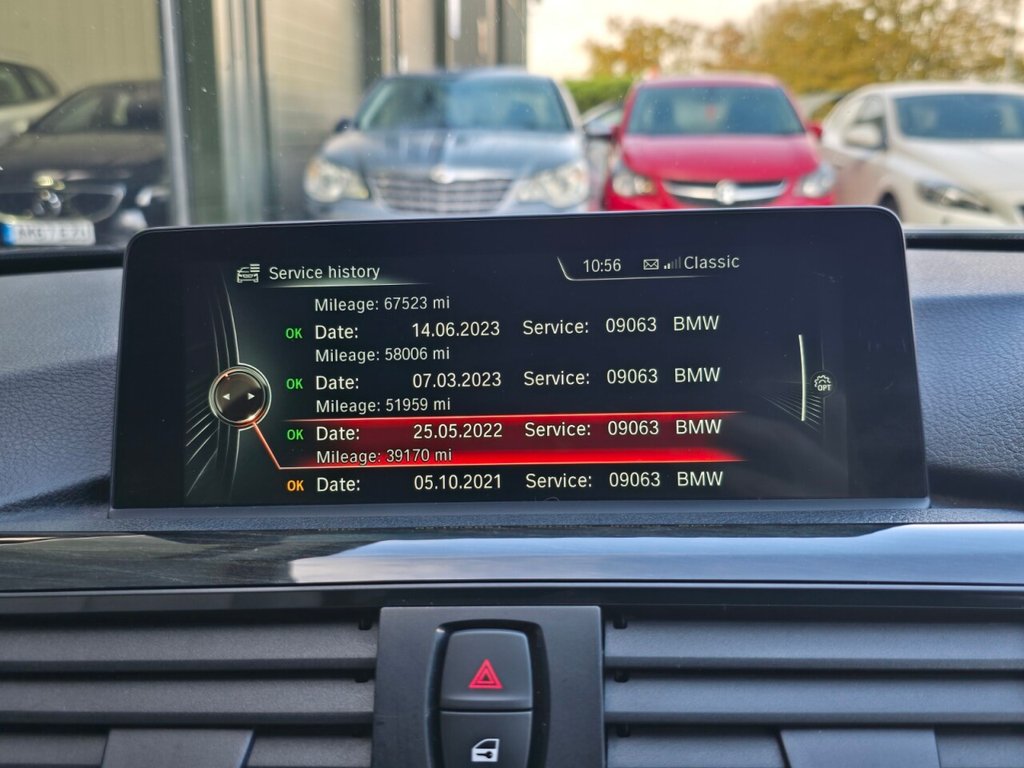 Service history
10:56 Classic
Mileage: 67523 mi
OK Date: 14.06.2023 Service: 09063 BMW
Mileage: 58006 mi
OK Date: 07.03.2023 Service: 09063 BMW
Mileage: 51959 mi
OPT
OK Date: 25.05.2022 Service: 09063 BMW
Mileage: 39170 mi
OK Date: 05.10.2021 Service: 09063 BMW